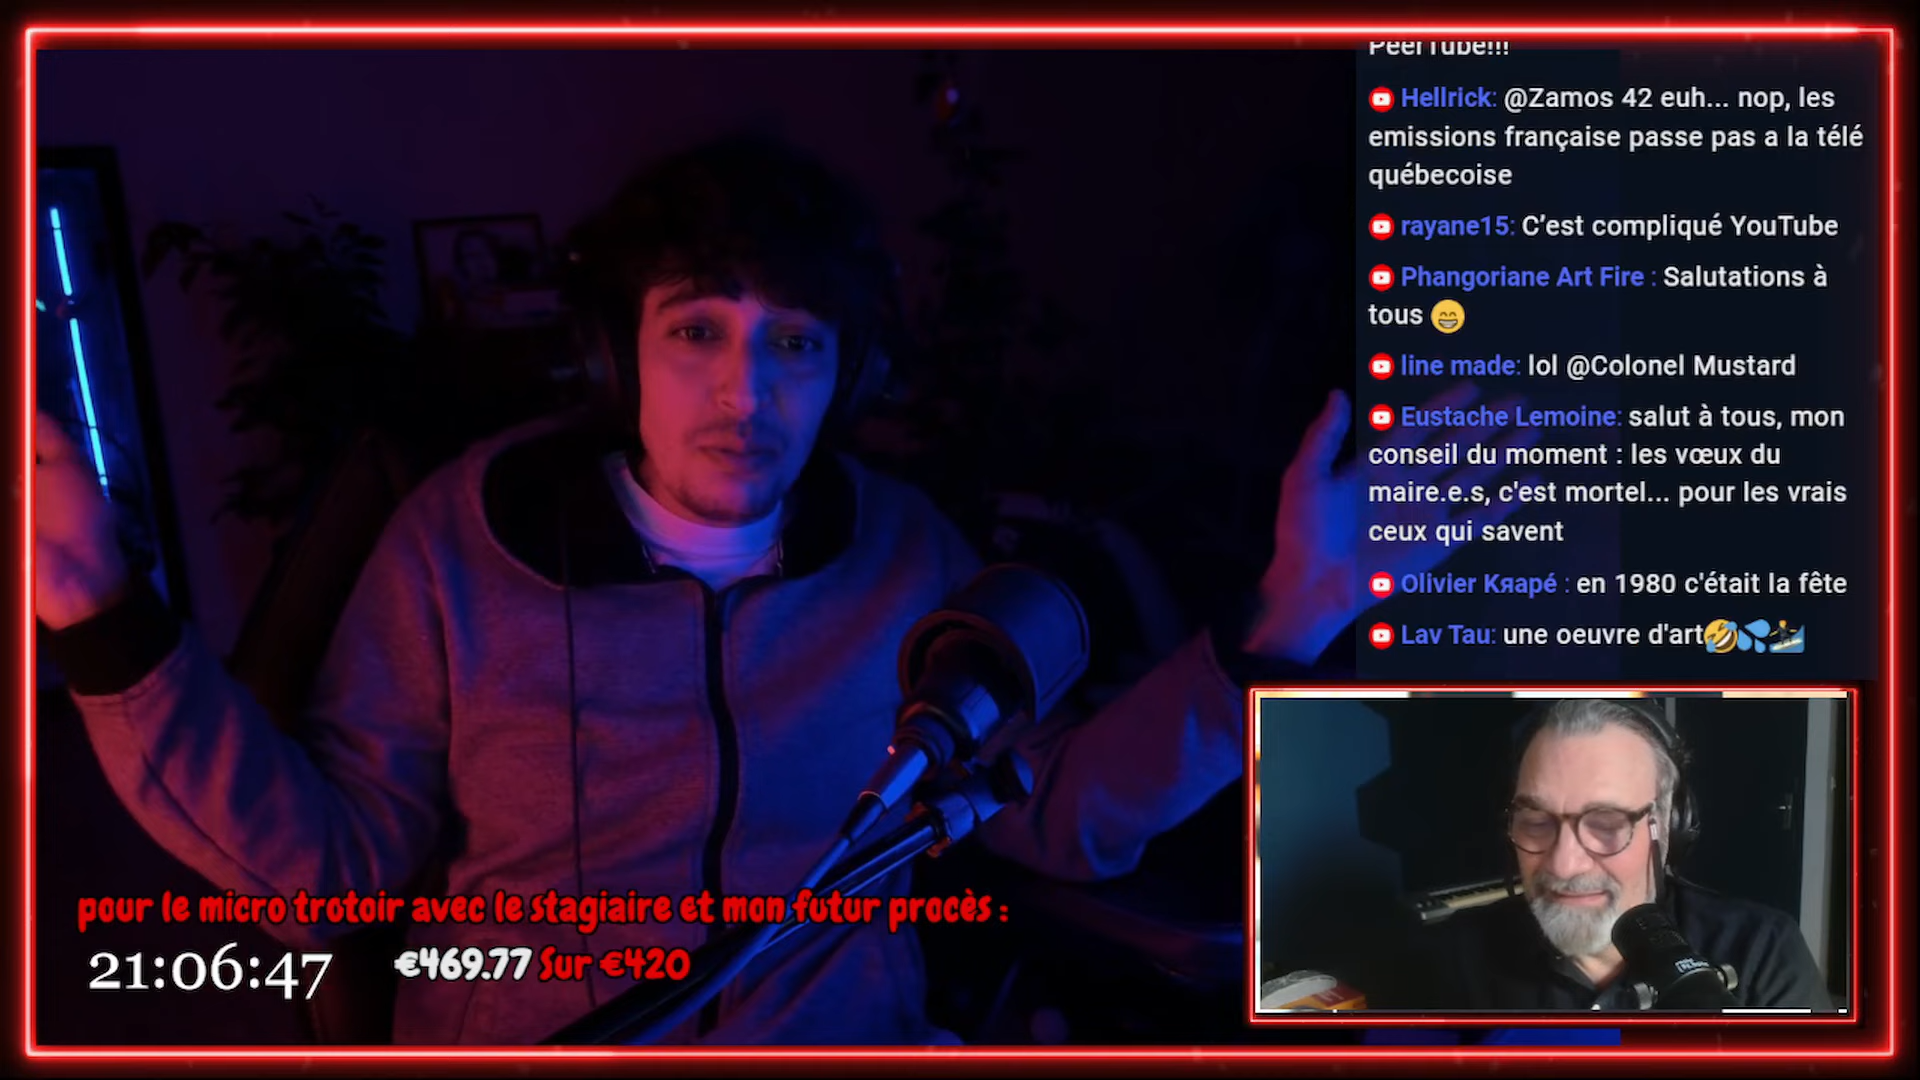 PeerTube!!!
Hellrick: @Zamos 42 euh... nop, les
emissions française passe pas a la télé
québecoise
rayane15: C’est compliqué YouTube
Phangoriane Art Fire : Salutations à
tous 😁
line made: lol @Colonel Mustard
Eustache Lemoine: salut à tous, mon
conseil du moment : les vœux du
maire.e.s, c'est mortel... pour les vrais
ceux qui savent
Olivier Kяapé : en 1980 c'était la fête
Lav Tau: une oeuvre d'art🤣💦🏄
pour le micro trotoir avec le stagiaire et mon futur procès :
21:06:47 €469.77 Sur €420